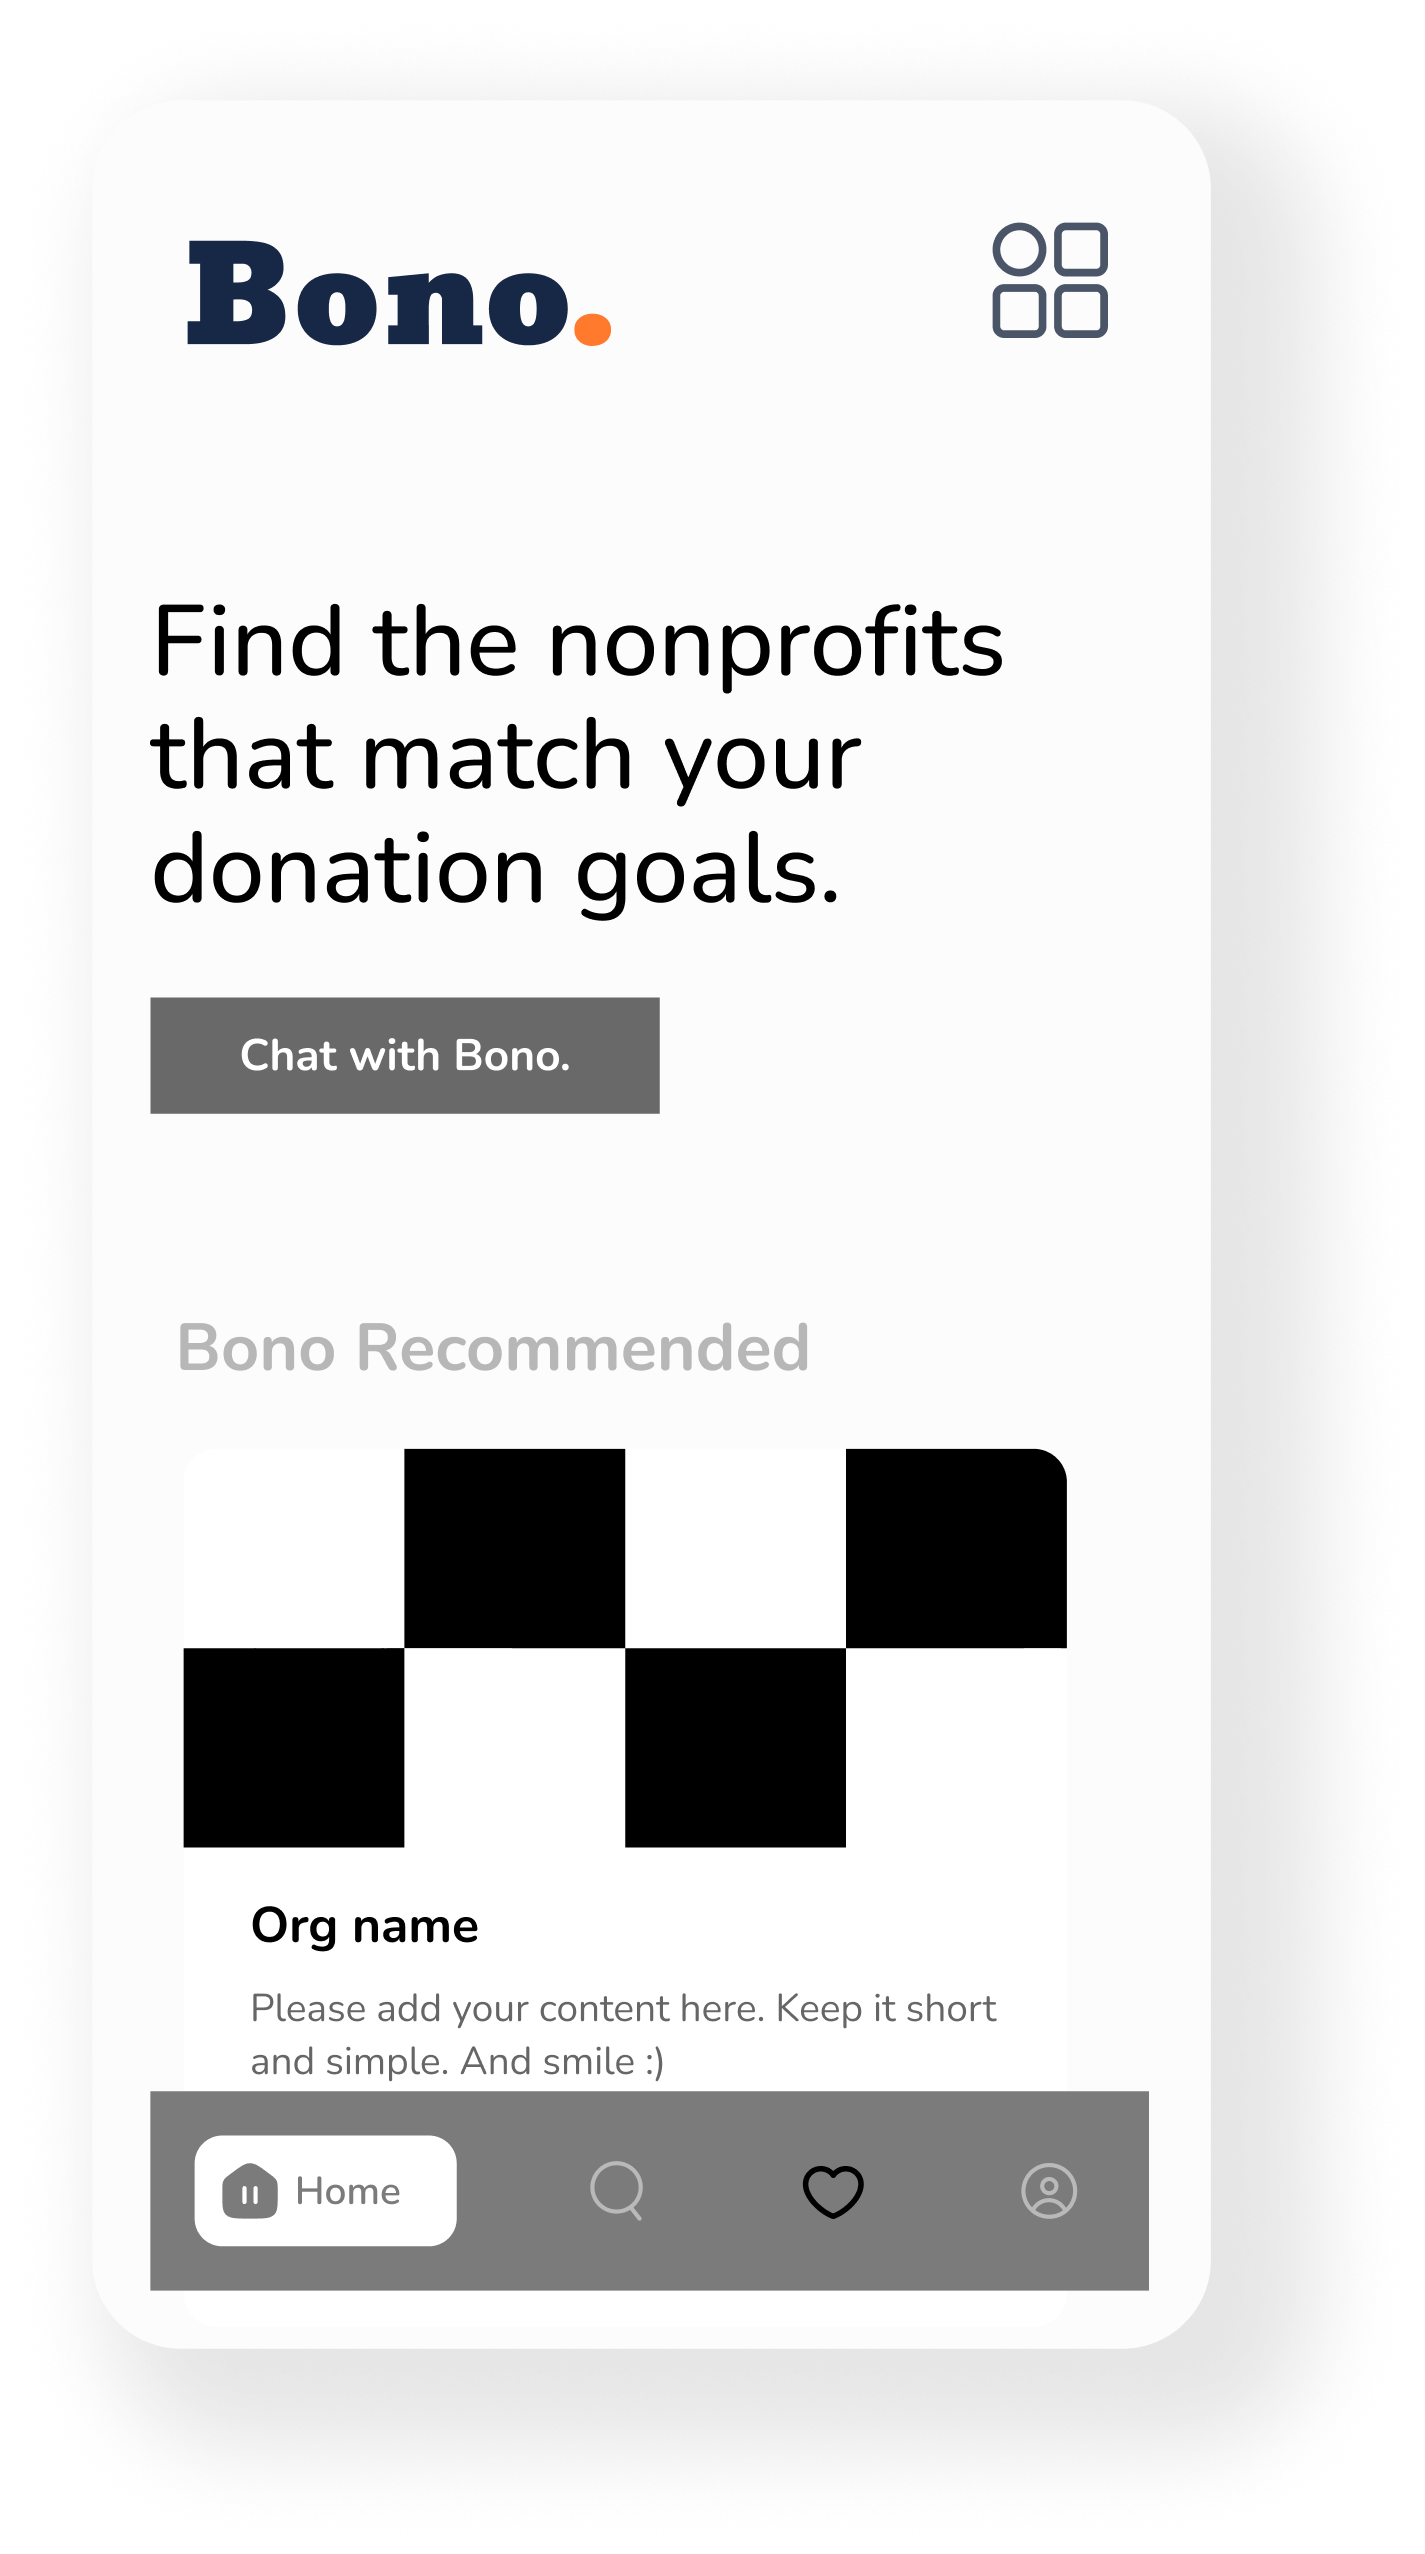 Bono.
Find the nonprofits
that match your
donation goals.
Chat with Bono.
Bono Recommended
Org name
Please add your content here. Keep it short
and simple. And smile :)
Home